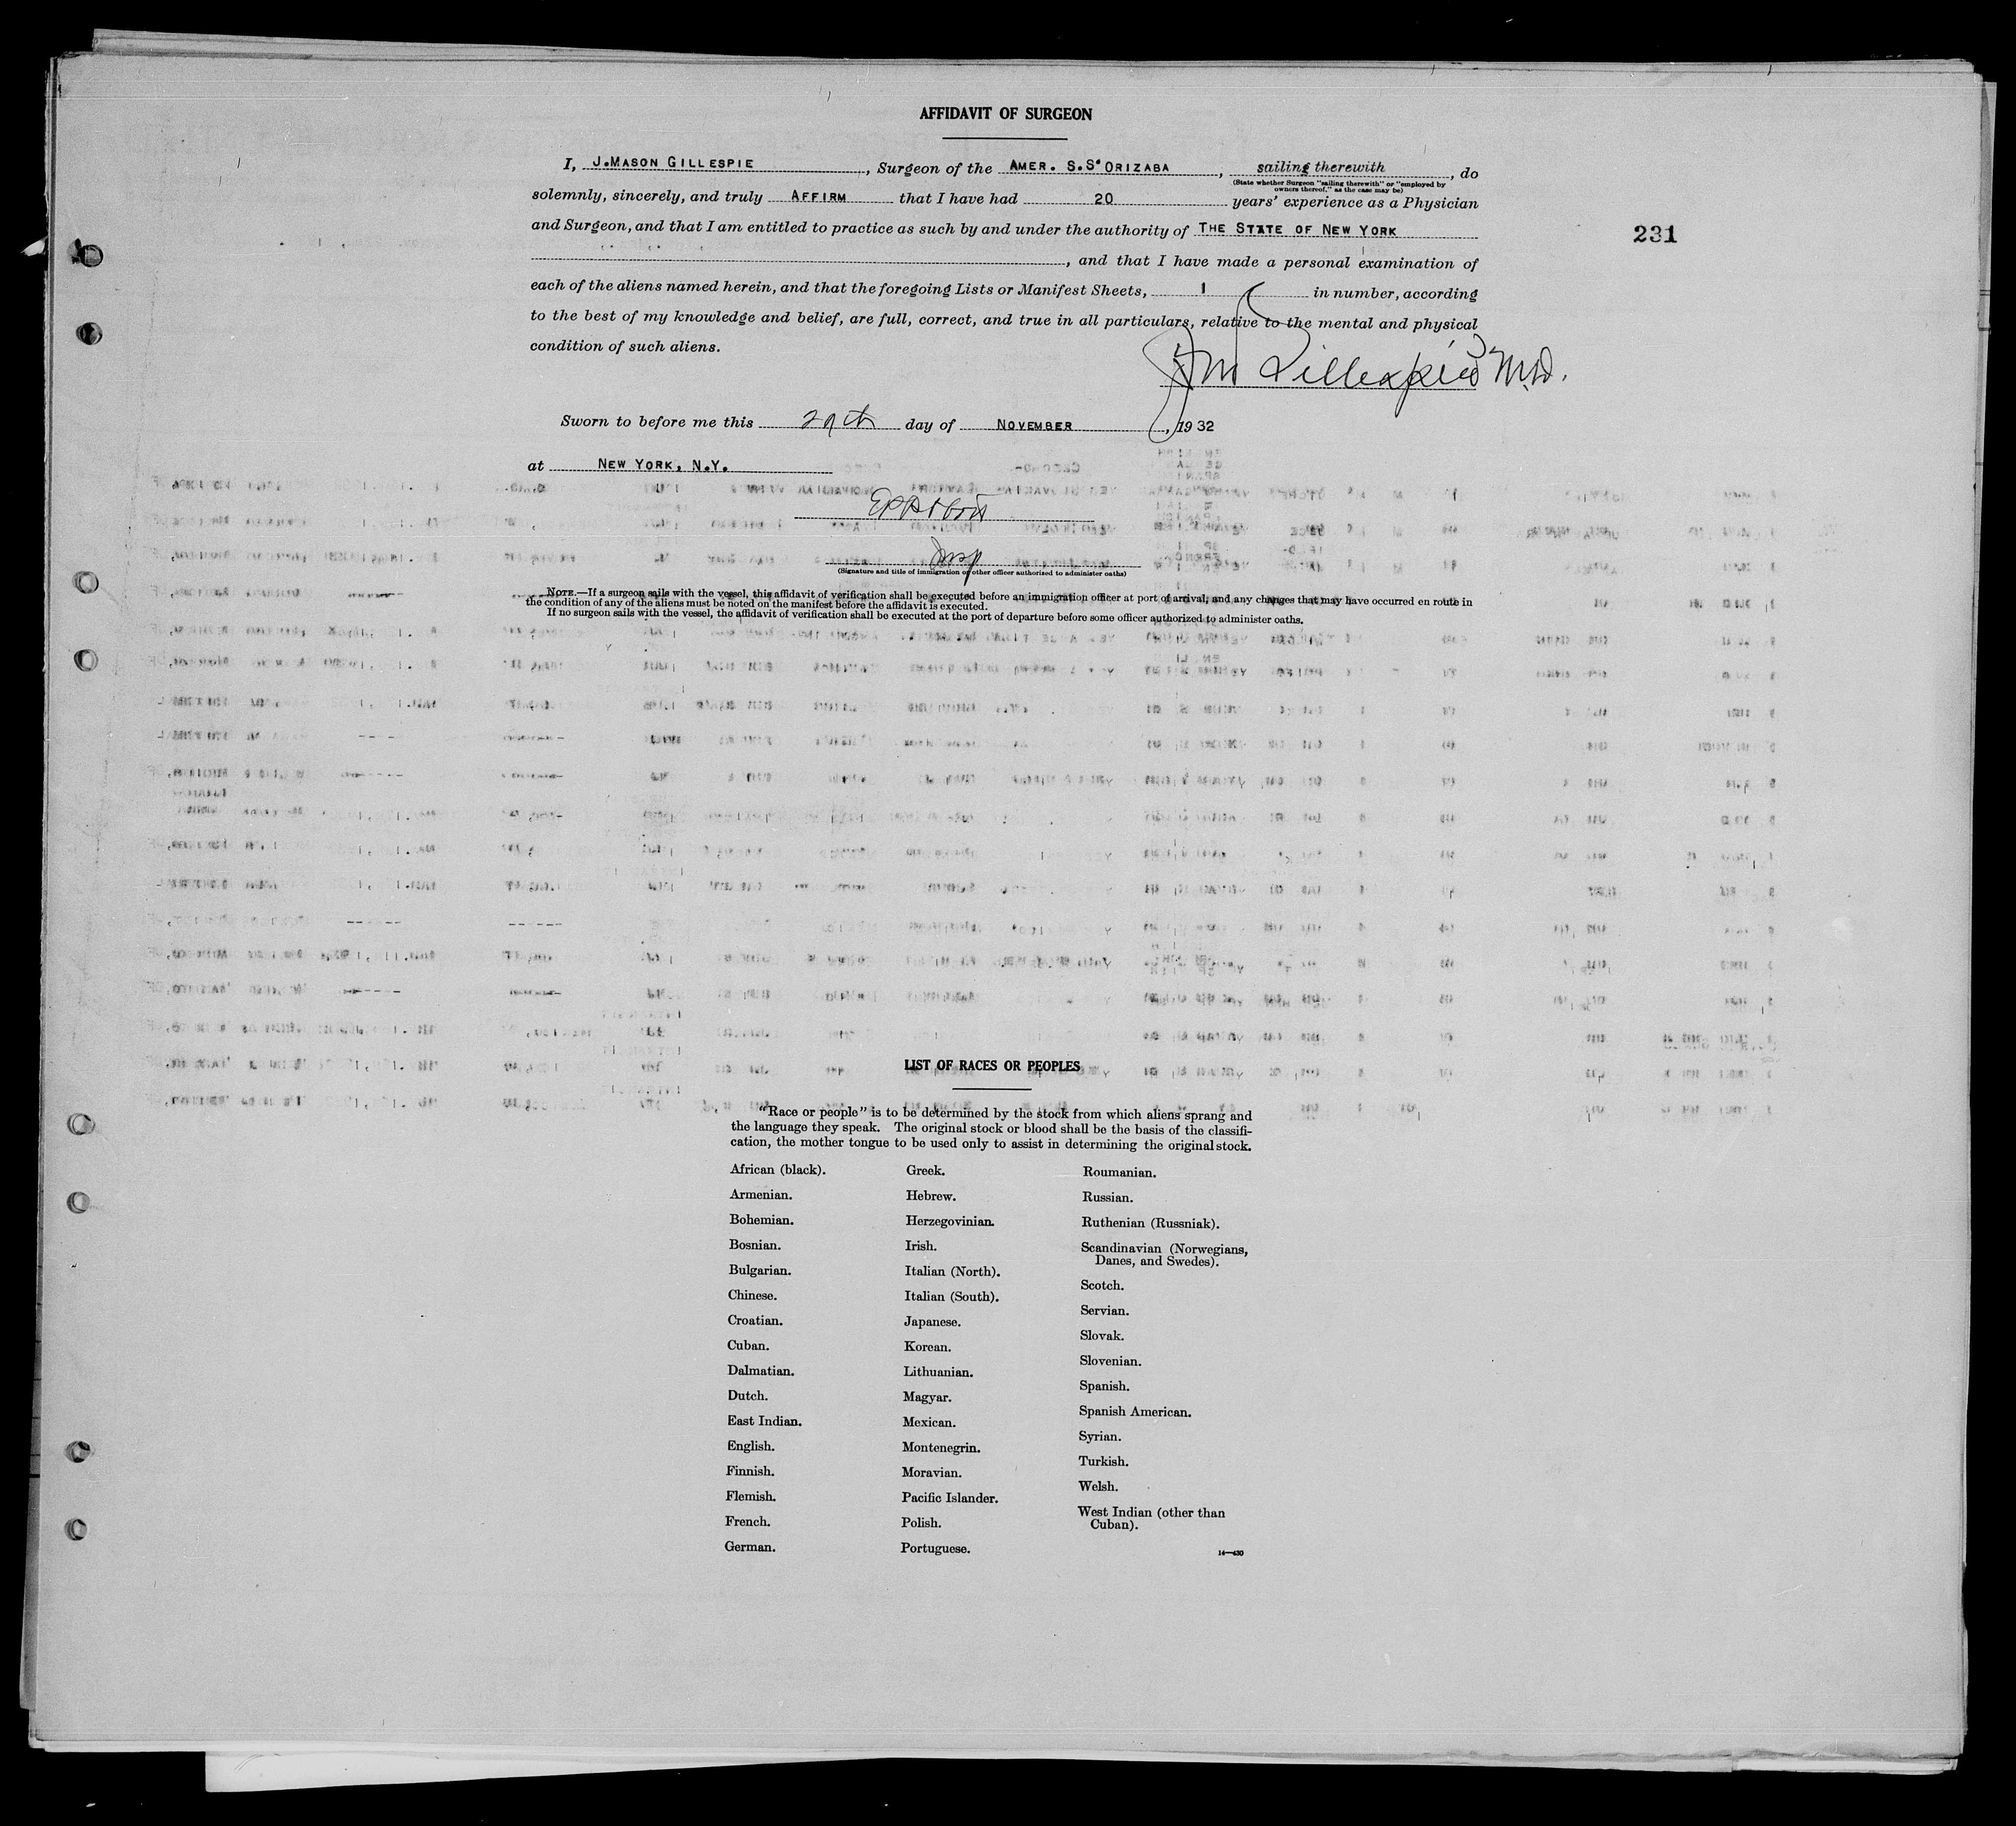 AFFIDAVIT OF SURGEON
I, J.MASON GILLESPIE, Surgeon of the AMER. S.S. ORIZABA, sailing therewith, do
(State whether Surgeon "sailing therewith" or "employed by
owners thereof," as the case may be)
solemnly, sincerely, and truly AFFIRM that I have had 20 years' experience as a Physician
and Surgeon, and that I am entitled to practice as such by and under the authority of THE STATE OF NEW YORK
231
, and that I have made a personal examination of
each of the aliens named herein, and that the foregoing Lists or Manifest Sheets, 1 in number, according
to the best of my knowledge and belief, are full, correct, and true in all particulars, relative to the mental and physical
condition of such aliens.
JM Gillespie M.D.
Sworn to before me this 29th day of NOVEMBER, 1932
at NEW YORK, N.Y.
Insp
(Signature and title of immigration or other officer authorized to administer oaths)
NOTE.—If a surgeon sails with the vessel, this affidavit of verification shall be executed before an immigration officer at port of arrival; and any changes that may have occurred en route in
the condition of any of the aliens must be noted on the manifest before the affidavit is executed.
If no surgeon sails with the vessel, the affidavit of verification shall be executed at the port of departure before some officer authorized to administer oaths.
LIST OF RACES OR PEOPLES
"Race or people" is to be determined by the stock from which aliens sprang and
the language they speak. The original stock or blood shall be the basis of the classifi-
cation, the mother tongue to be used only to assist in determining the original stock.
African (black).
Armenian.
Bohemian.
Bosnian.
Bulgarian.
Chinese.
Croatian.
Cuban.
Dalmatian.
Dutch.
East Indian.
English.
Finnish.
Flemish.
French.
German.
Greek.
Hebrew.
Herzegovinian.
Irish.
Italian (North).
Italian (South).
Japanese.
Korean.
Lithuanian.
Magyar.
Mexican.
Montenegrin.
Moravian.
Pacific Islander.
Polish.
Portuguese.
Roumanian.
Russian.
Ruthenian (Russniak).
Scandinavian (Norwegians,
Danes, and Swedes).
Scotch.
Servian.
Slovak.
Slovenian.
Spanish.
Spanish American.
Syrian.
Turkish.
Welsh.
West Indian (other than
Cuban).
14—430